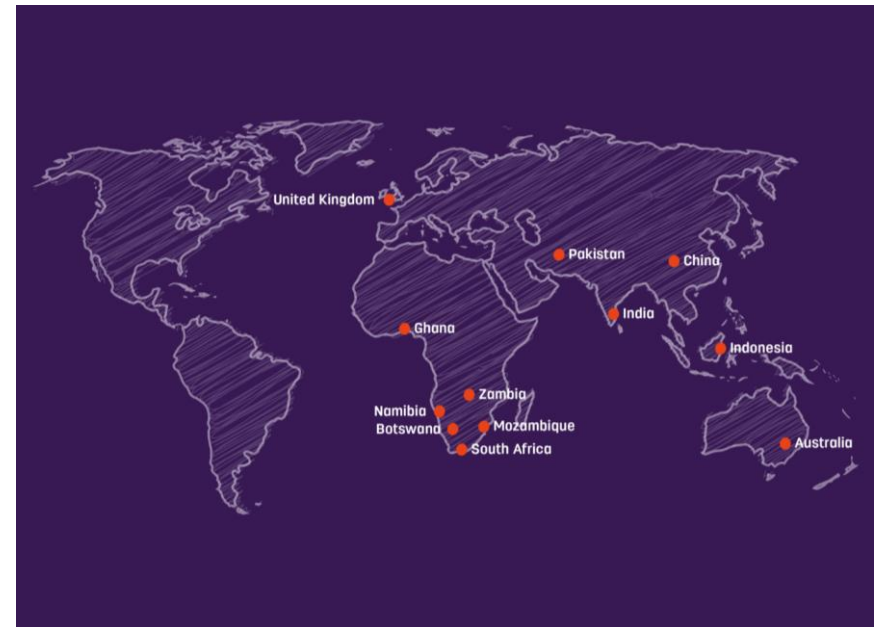 United Kingdom
Pakistan
China
India
Ghana
Indonesia
Zambia
Namibia
Mozambique
Botswana
Australia
South Africa